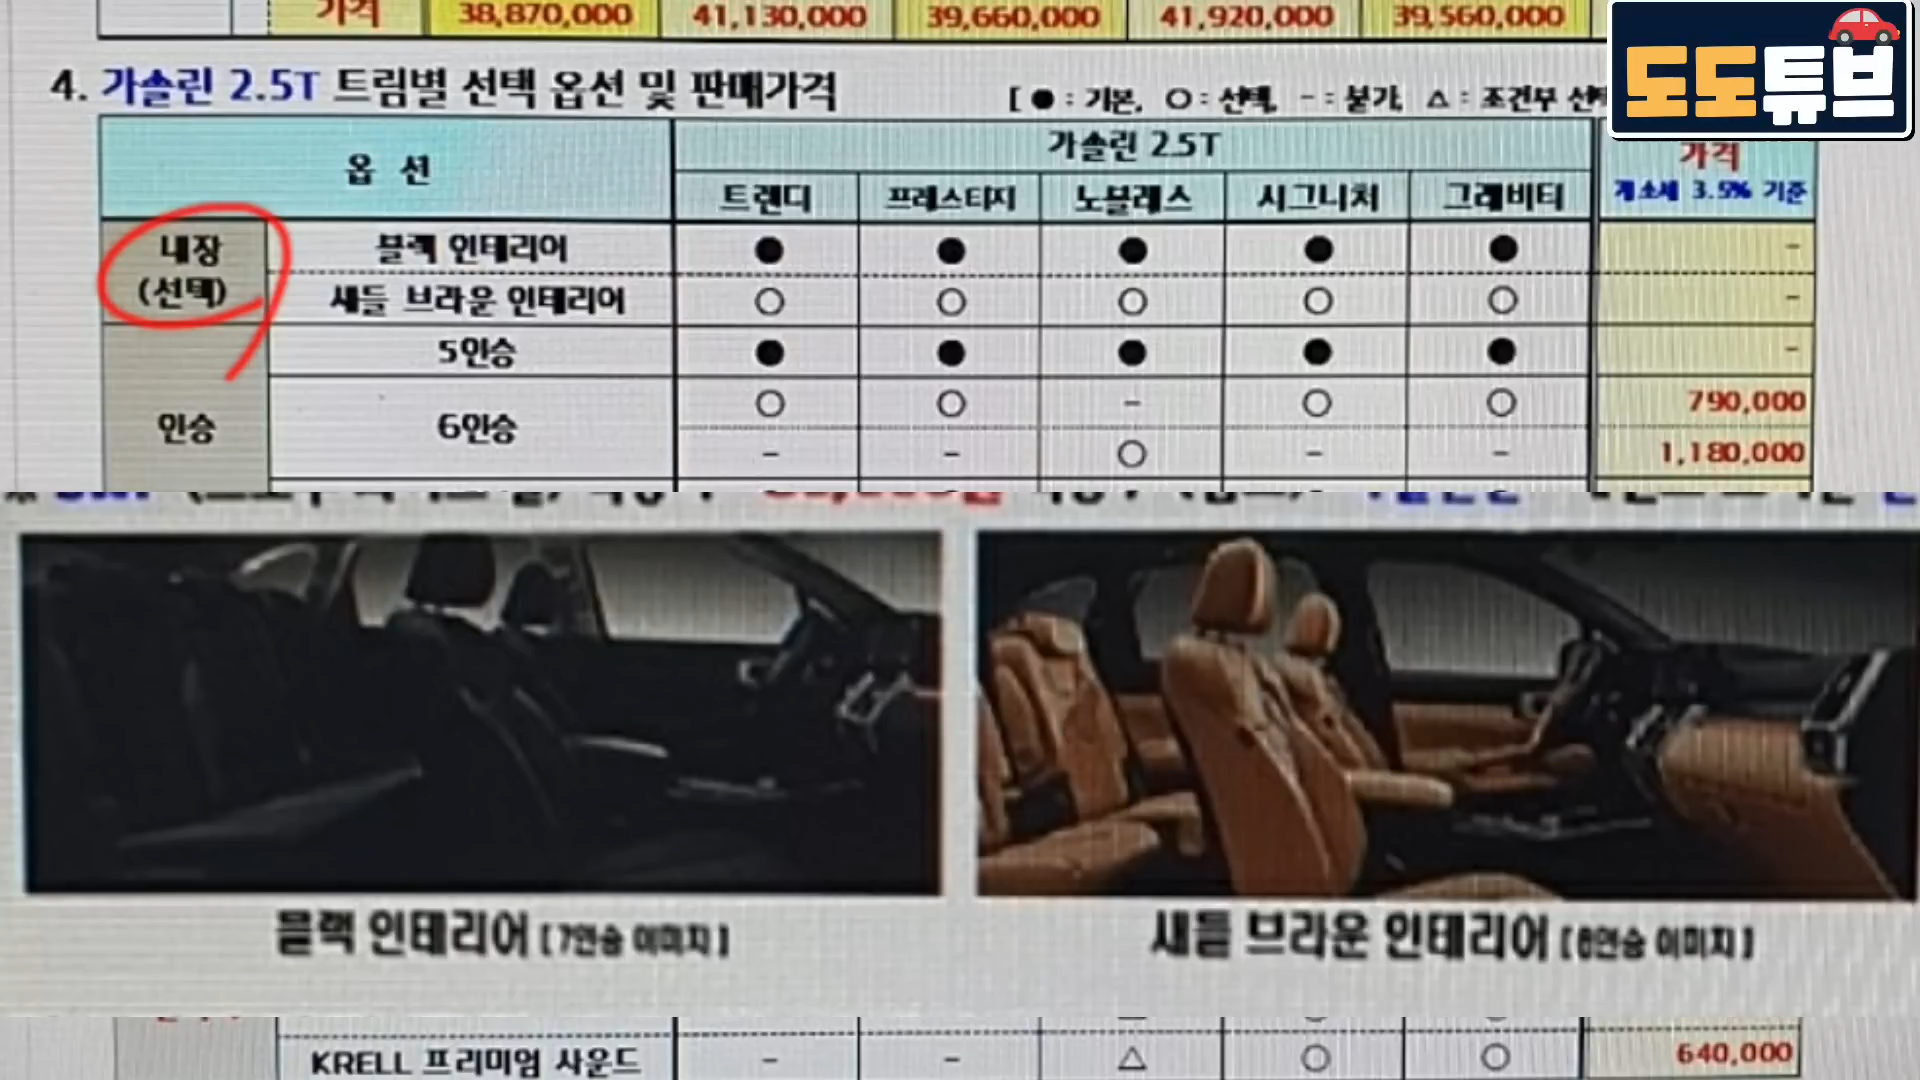 가격 38,870,000 41,130,000 39,660,000 41,920,000 39,560,000
도도튜브
4. 가솔린 2.5T 트림별 선택 옵션 및 판매가격
[ ● : 기본, ○ : 선택, - : 불가, △ : 조건부 선택
옵 션 가솔린 2.5T 가격
트렌디 프레스티지 노블레스 시그니처 그래비티 개소세 3.5% 기준
내장 (선택) 블랙 인테리어 ● ● ● ● ● -
새들 브라운 인테리어 ○ ○ ○ ○ ○ -
인승 5인승 ● ● ● ● ● -
6인승 ○ ○ - ○ ○ 790,000
- - ○ - - 1,180,000
블랙 인테리어 [ 7인승 이미지 ]
새들 브라운 인테리어 [ 6인승 이미지 ]
KRELL 프리미엄 사운드 - - △ ○ ○ 640,000